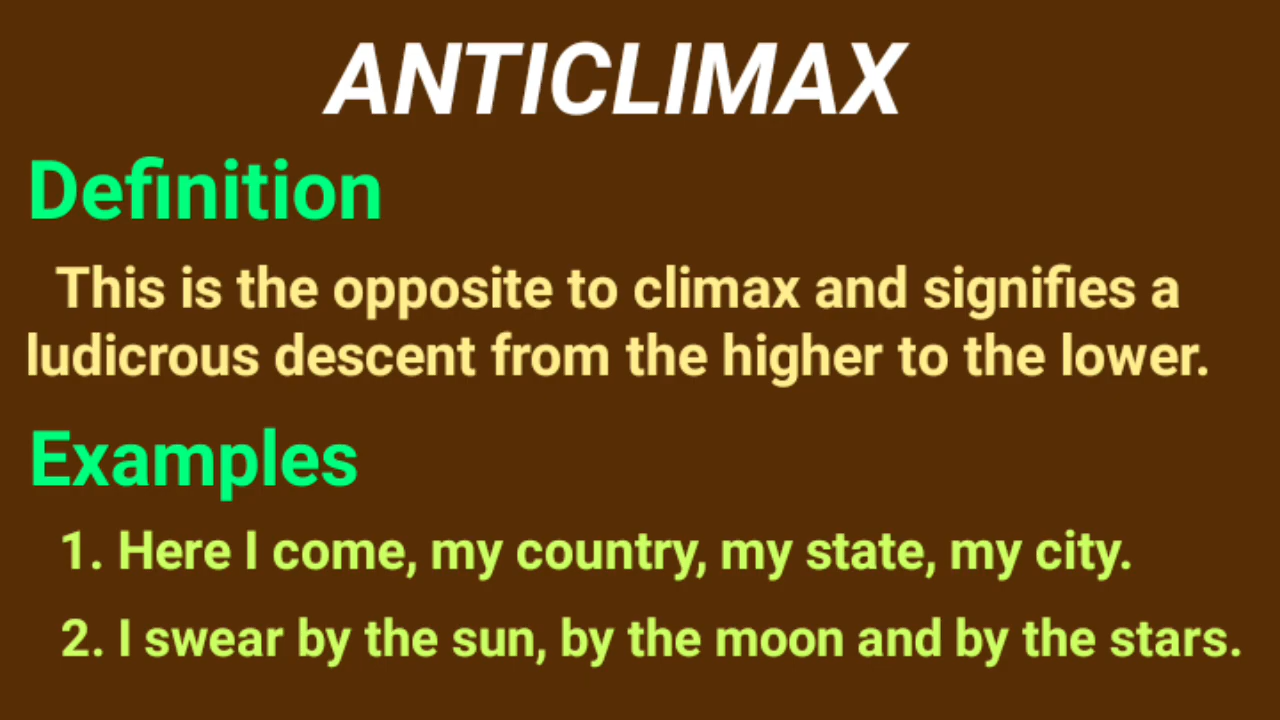 ANTICLIMAX
Definition
This is the opposite to climax and signifies a
ludicrous descent from the higher to the lower.
Examples
1. Here I come, my country, my state, my city.
2. I swear by the sun, by the moon and by the stars.